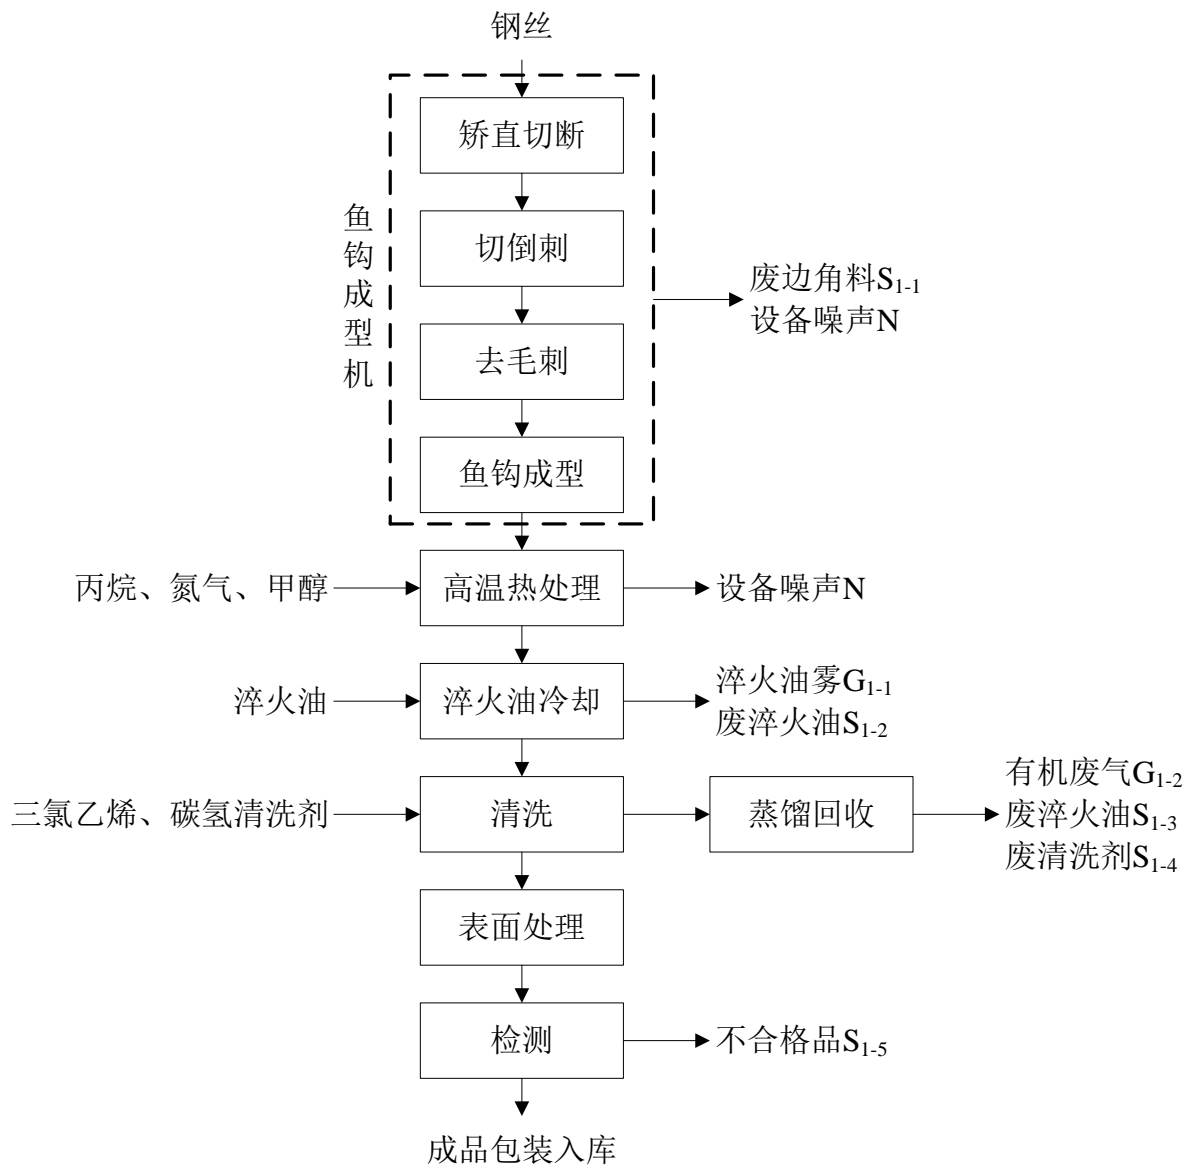 钢丝
矫直切断
切倒刺
去毛刺
鱼钩成型
鱼钩成型机
废边角料S1-1
设备噪声N
丙烷、氮气、甲醇
高温热处理
设备噪声N
淬火油
淬火油冷却
淬火油雾G1-1
废淬火油S1-2
三氯乙烯、碳氢清洗剂
清洗
蒸馏回收
有机废气G1-2
废淬火油S1-3
废清洗剂S1-4
表面处理
检测
不合格品S1-5
成品包装入库